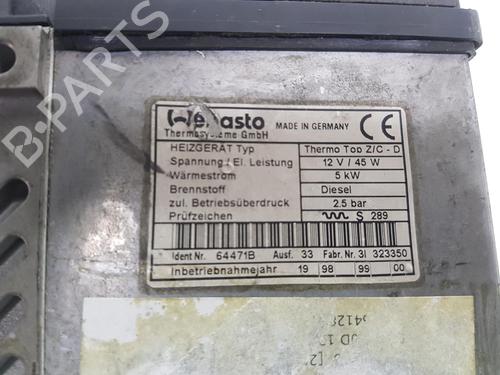 B-PARTS
Webasto
Thermosysteme GmbH
MADE IN GERMANY
CE
HEIZGERÄT Typ Thermo Top Z/C - D
Spannung / El. Leistung 12 V / 45 W
Wärmestrom 5 kW
Brennstoff Diesel
zul. Betriebsüberdruck 2.5 bar
Prüfzeichen S 289
Ident Nr. 64471B Ausf. 33 Fabr. Nr. 3I 323350
Inbetriebnahmejahr 19 98 99 00